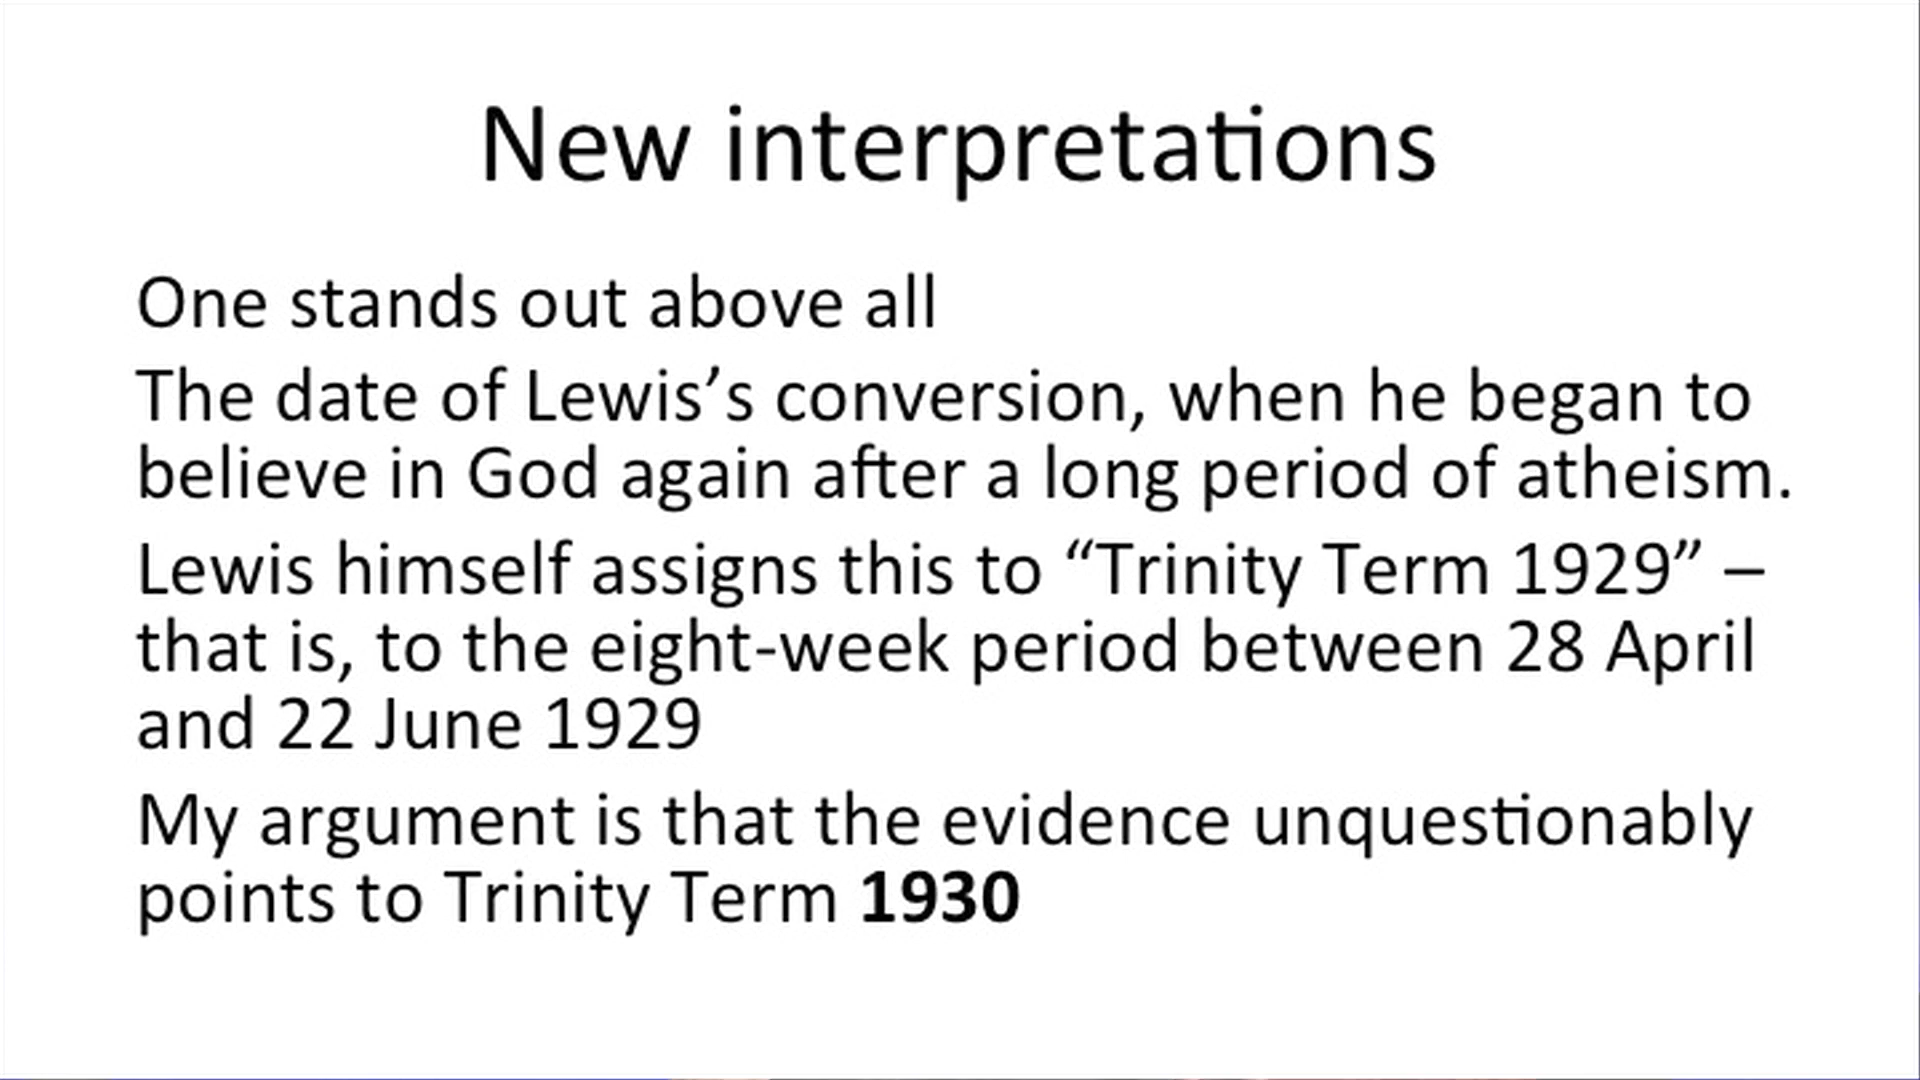 New interpretations
One stands out above all
The date of Lewis’s conversion, when he began to
believe in God again after a long period of atheism.
Lewis himself assigns this to “Trinity Term 1929” –
that is, to the eight-week period between 28 April
and 22 June 1929
My argument is that the evidence unquestionably
points to Trinity Term 1930